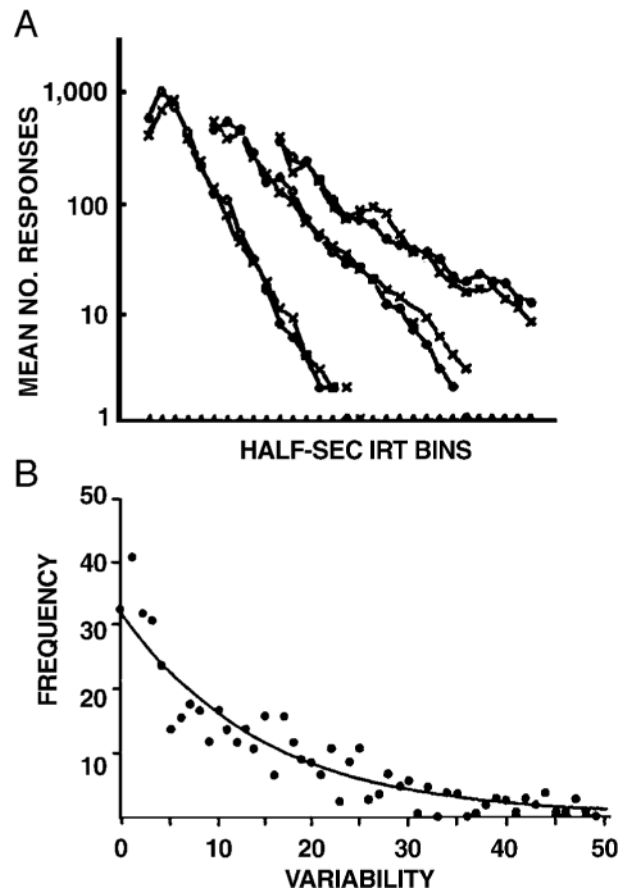 A
MEAN NO. RESPONSES
1,000
100
10
1
HALF-SEC IRT BINS
B
FREQUENCY
50
40
30
20
10
0 10 20 30 40 50
VARIABILITY